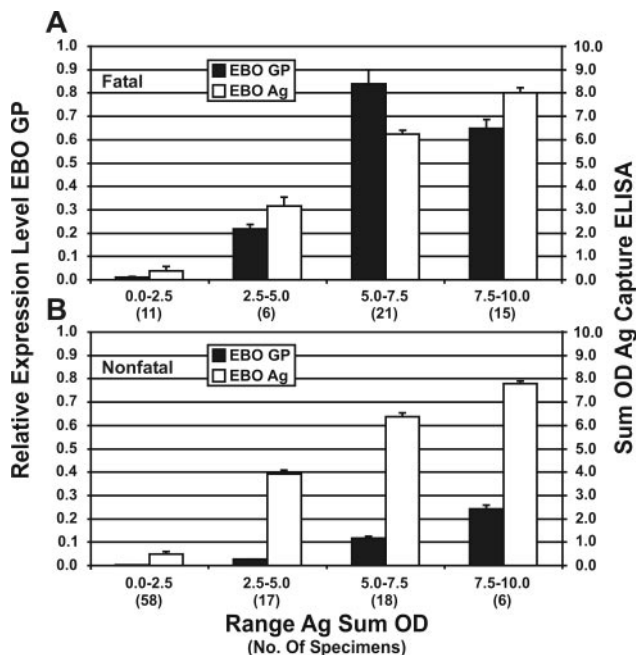 A
Relative Expression Level EBO GP
Sum OD Ag Capture ELISA
1.0
0.9
0.8
0.7
0.6
0.5
0.4
0.3
0.2
0.1
0.0
Fatal
EBO GP
EBO Ag
10.0
9.0
8.0
7.0
6.0
5.0
4.0
3.0
2.0
1.0
0.0
0.0-2.5 2.5-5.0 5.0-7.5 7.5-10.0
(11) (6) (21) (15)
B
1.0
0.9
0.8
0.7
0.6
0.5
0.4
0.3
0.2
0.1
0.0
Nonfatal
EBO GP
EBO Ag
10.0
9.0
8.0
7.0
6.0
5.0
4.0
3.0
2.0
1.0
0.0
0.0-2.5 2.5-5.0 5.0-7.5 7.5-10.0
(58) (17) (18) (6)
Range Ag Sum OD
(No. Of Specimens)